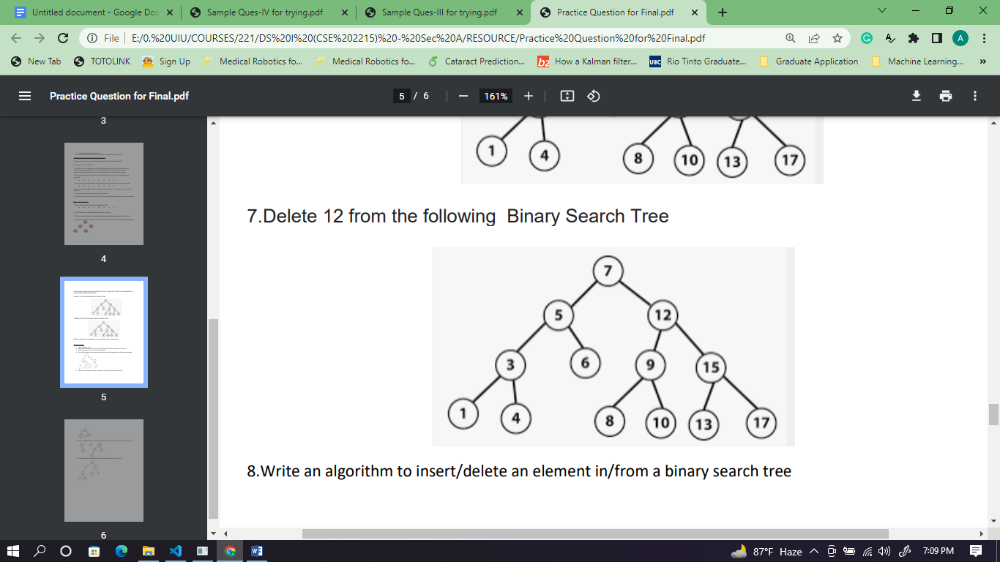 Untitled document - Google Doc
Sample Ques-IV for trying.pdf
Sample Ques-III for trying.pdf
Practice Question for Final.pdf
File
E:/0.%20UIU/COURSES/221/DS%20I%20(CSE%202215)%20-%20Sec%20A/RESOURCE/Practice%20Question%20for%20Final.pdf
A
New Tab
TOTOLINK
Sign Up
Medical Robotics fo...
Medical Robotics fo...
Cataract Prediction...
bz
How a Kalman filter...
UBC
Rio Tinto Graduate...
Graduate Application
Machine Learning...
»
Practice Question for Final.pdf
5 / 6
161%
3
4
5
6
1 4 8 10 13 17
7.Delete 12 from the following  Binary Search Tree
7
5 12
3 6 9 15
1 4 8 10 13 17
8.Write an algorithm to insert/delete an element in/from a binary search tree
87°F Haze
7:09 PM